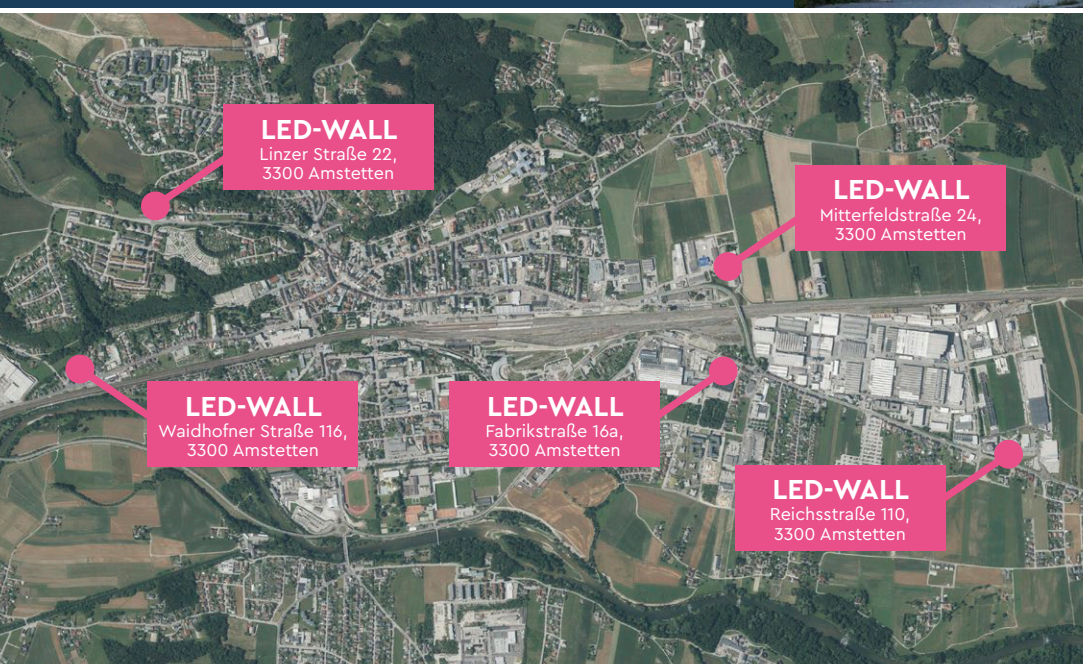 LED-WALL
Linzer Straße 22,
3300 Amstetten
LED-WALL
Mitterfeldstraße 24,
3300 Amstetten
LED-WALL
Waidhofner Straße 116,
3300 Amstetten
LED-WALL
Fabrikstraße 16a,
3300 Amstetten
LED-WALL
Reichsstraße 110,
3300 Amstetten